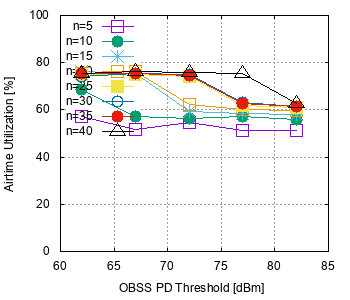 100
80
60
40
20
0
Airtime Utilization [%]
n=5
n=10
n=15
n=20
n=25
n=30
n=35
n=40
60 65 70 75 80 85
OBSS PD Threshold [dBm]